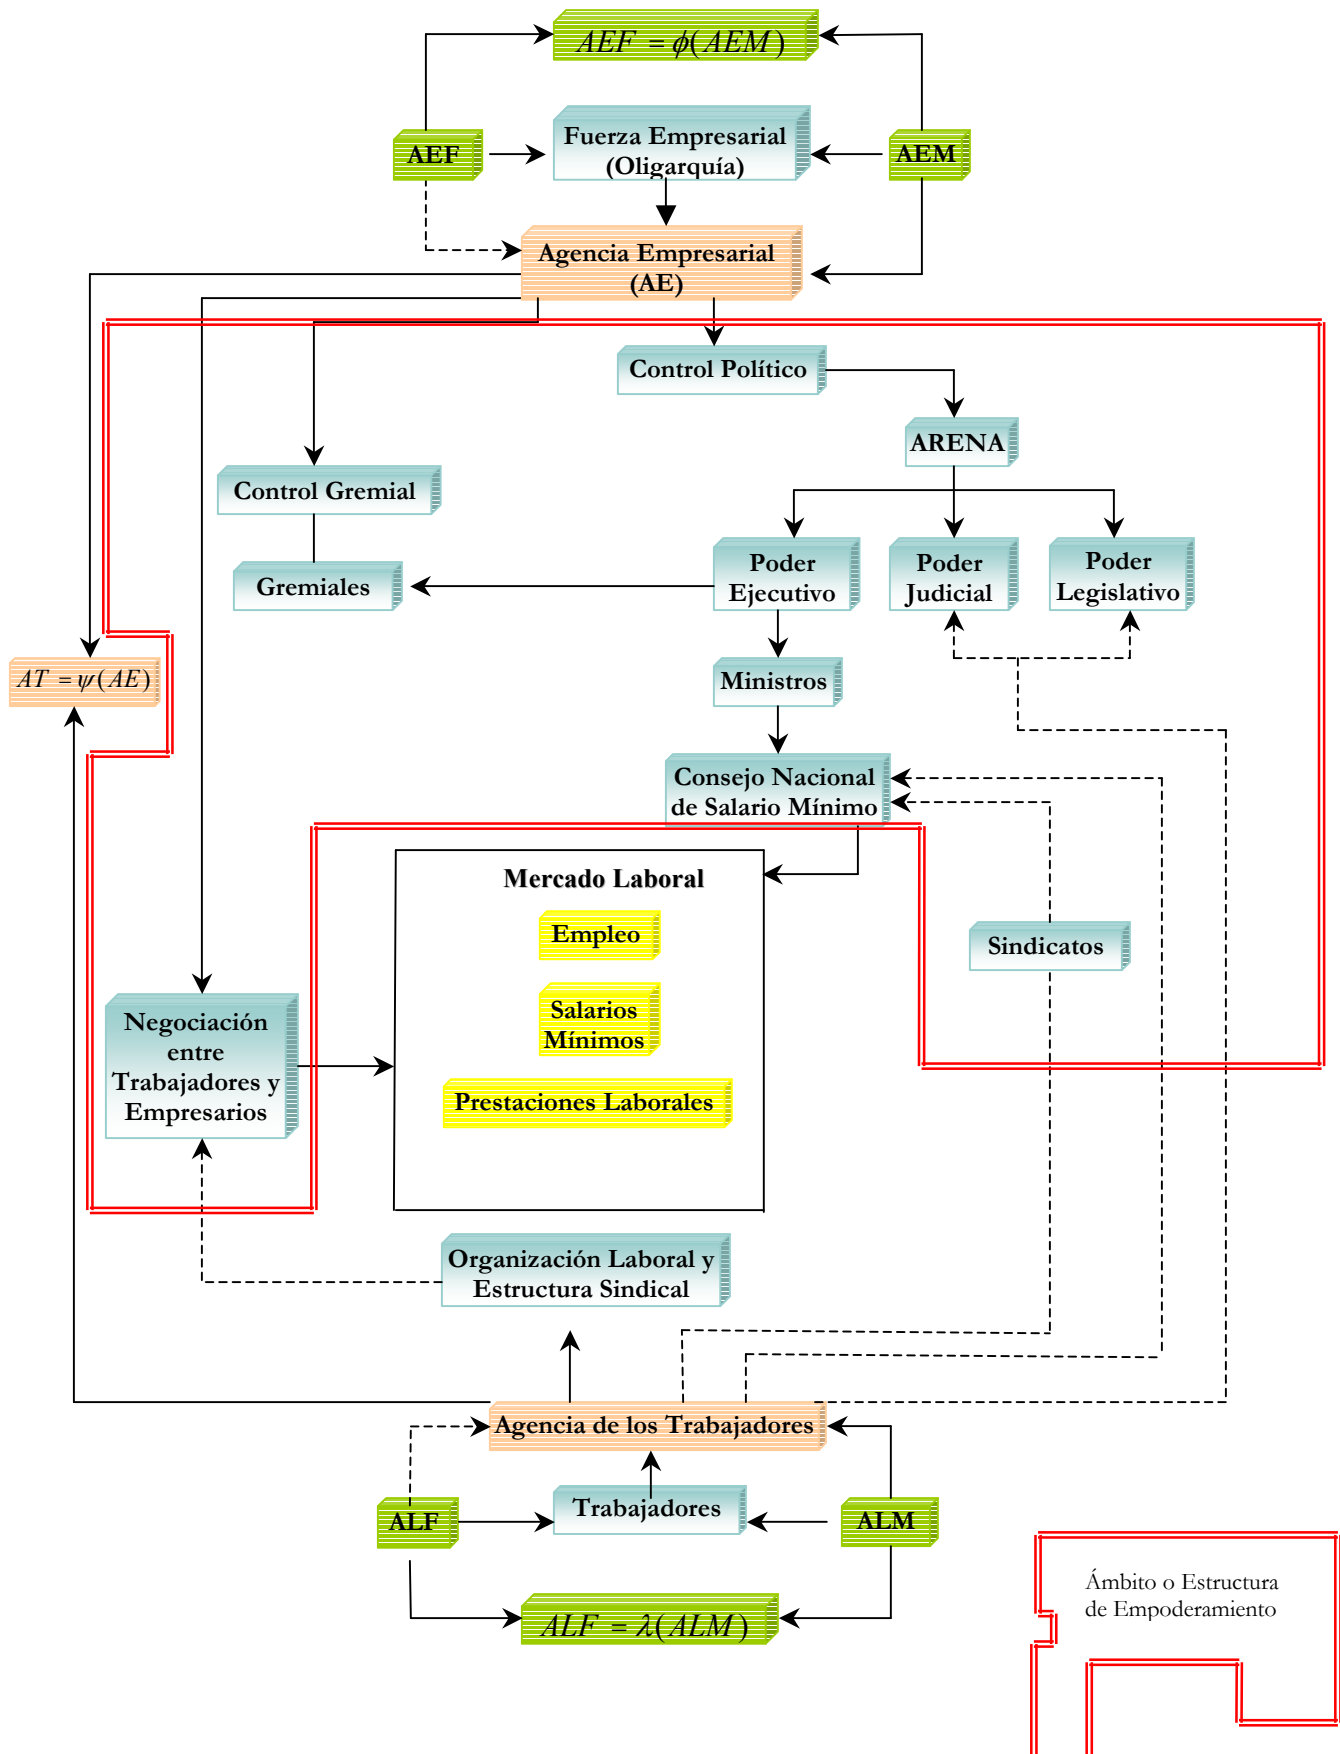 AEF = ϕ(AEM)
AEF
Fuerza Empresarial
(Oligarquía)
AEM
Agencia Empresarial
(AE)
Control Político
ARENA
Control Gremial
Poder
Ejecutivo
Poder
Judicial
Poder
Legislativo
Gremiales
AT = ψ(AE)
Ministros
Consejo Nacional
de Salario Mínimo
Mercado Laboral
Empleo
Sindicatos
Salarios
Mínimos
Negociación
entre
Trabajadores y
Empresarios
Prestaciones Laborales
Organización Laboral y
Estructura Sindical
Agencia de los Trabajadores
ALF
Trabajadores
ALM
ALF = λ(ALM)
Ámbito o Estructura
de Empoderamiento